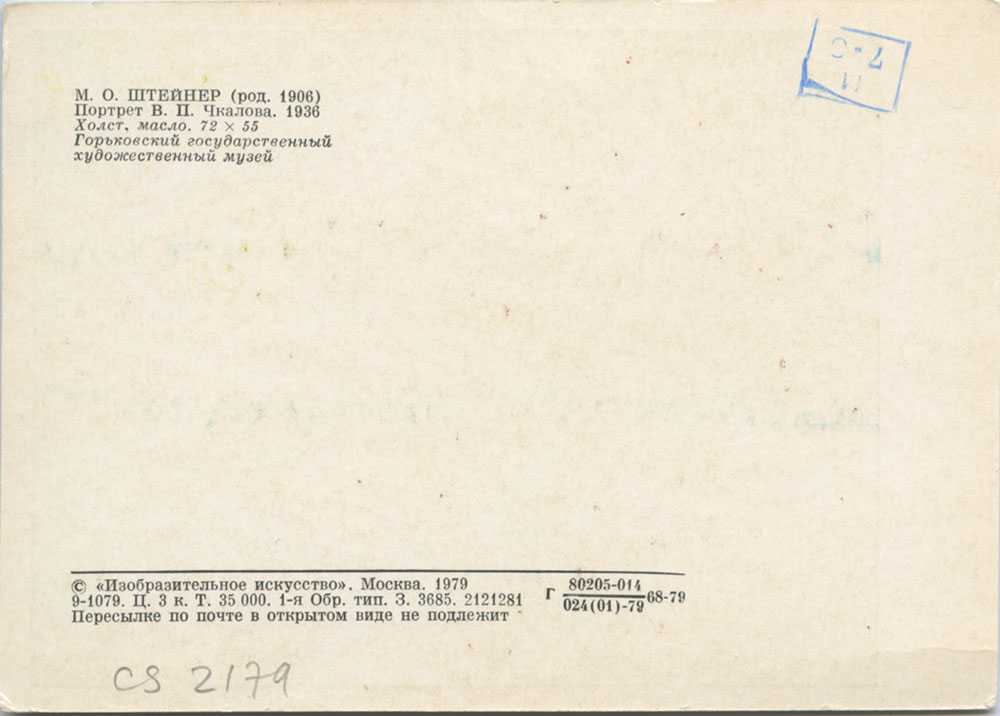 М. О. ШТЕЙНЕР (род. 1906)
Портрет В. П. Чкалова. 1936
Холст, масло. 72 × 55
Горьковский государственный
художественный музей
© «Изобразительное искусство». Москва. 1979
9-1079. Ц. 3 к. Т. 35 000. 1-я Обр. тип. З. 3685. 2121281
Пересылке по почте в открытом виде не подлежит
Г 80205-014
024(01)-79 68-79
CS 2179